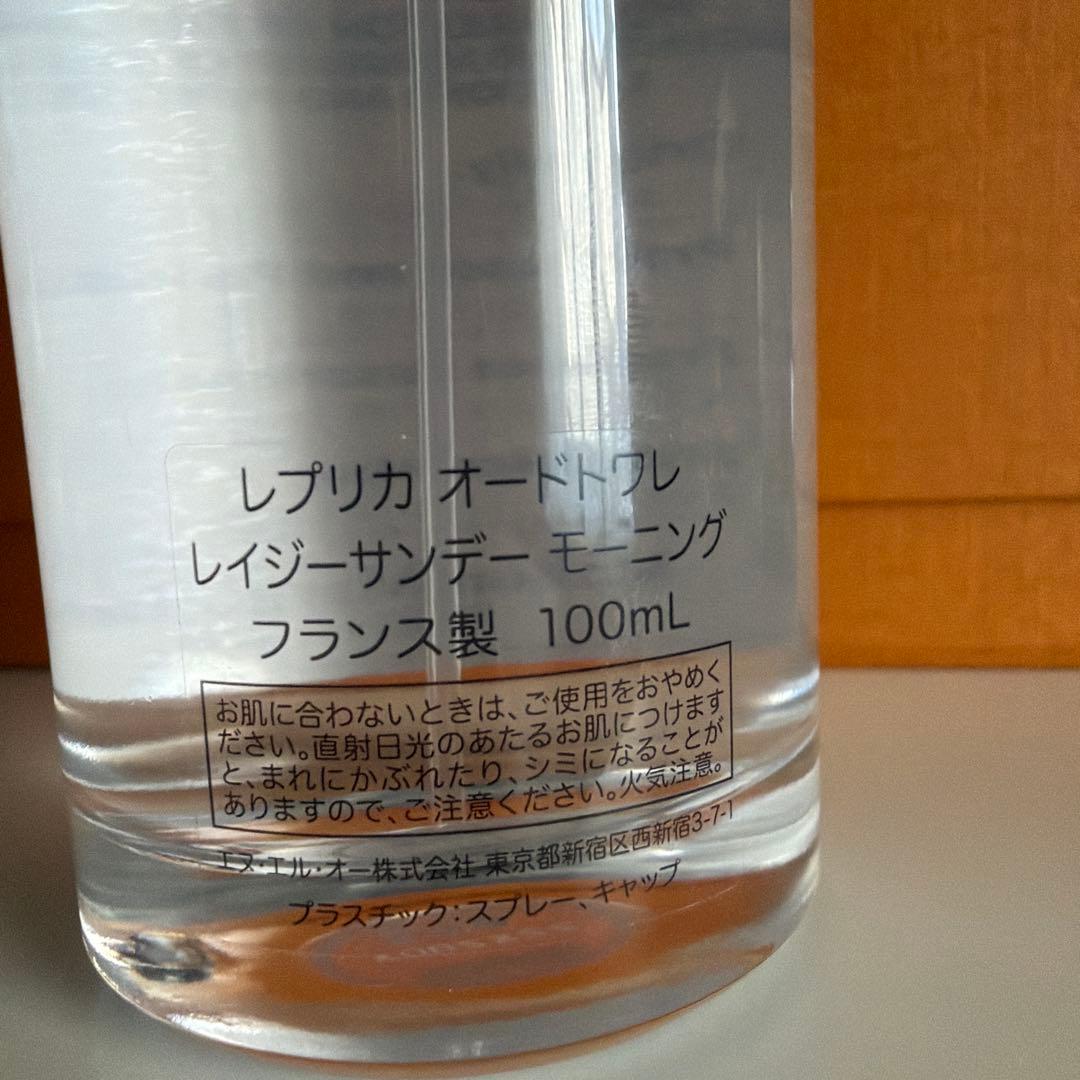 レプリカ オードトワレ
レイジーサンデー モーニング
フランス製 100mL
お肌に合わないときは、ご使用をおやめく
ださい。直射日光のあたるお肌につけます
と、まれにかぶれたり、シミになることが
ありますので、ご注意ください。火気注意。
エヌ・エル・オー株式会社 東京都新宿区西新宿3-7-1
プラスチック:スプレー、キャップ